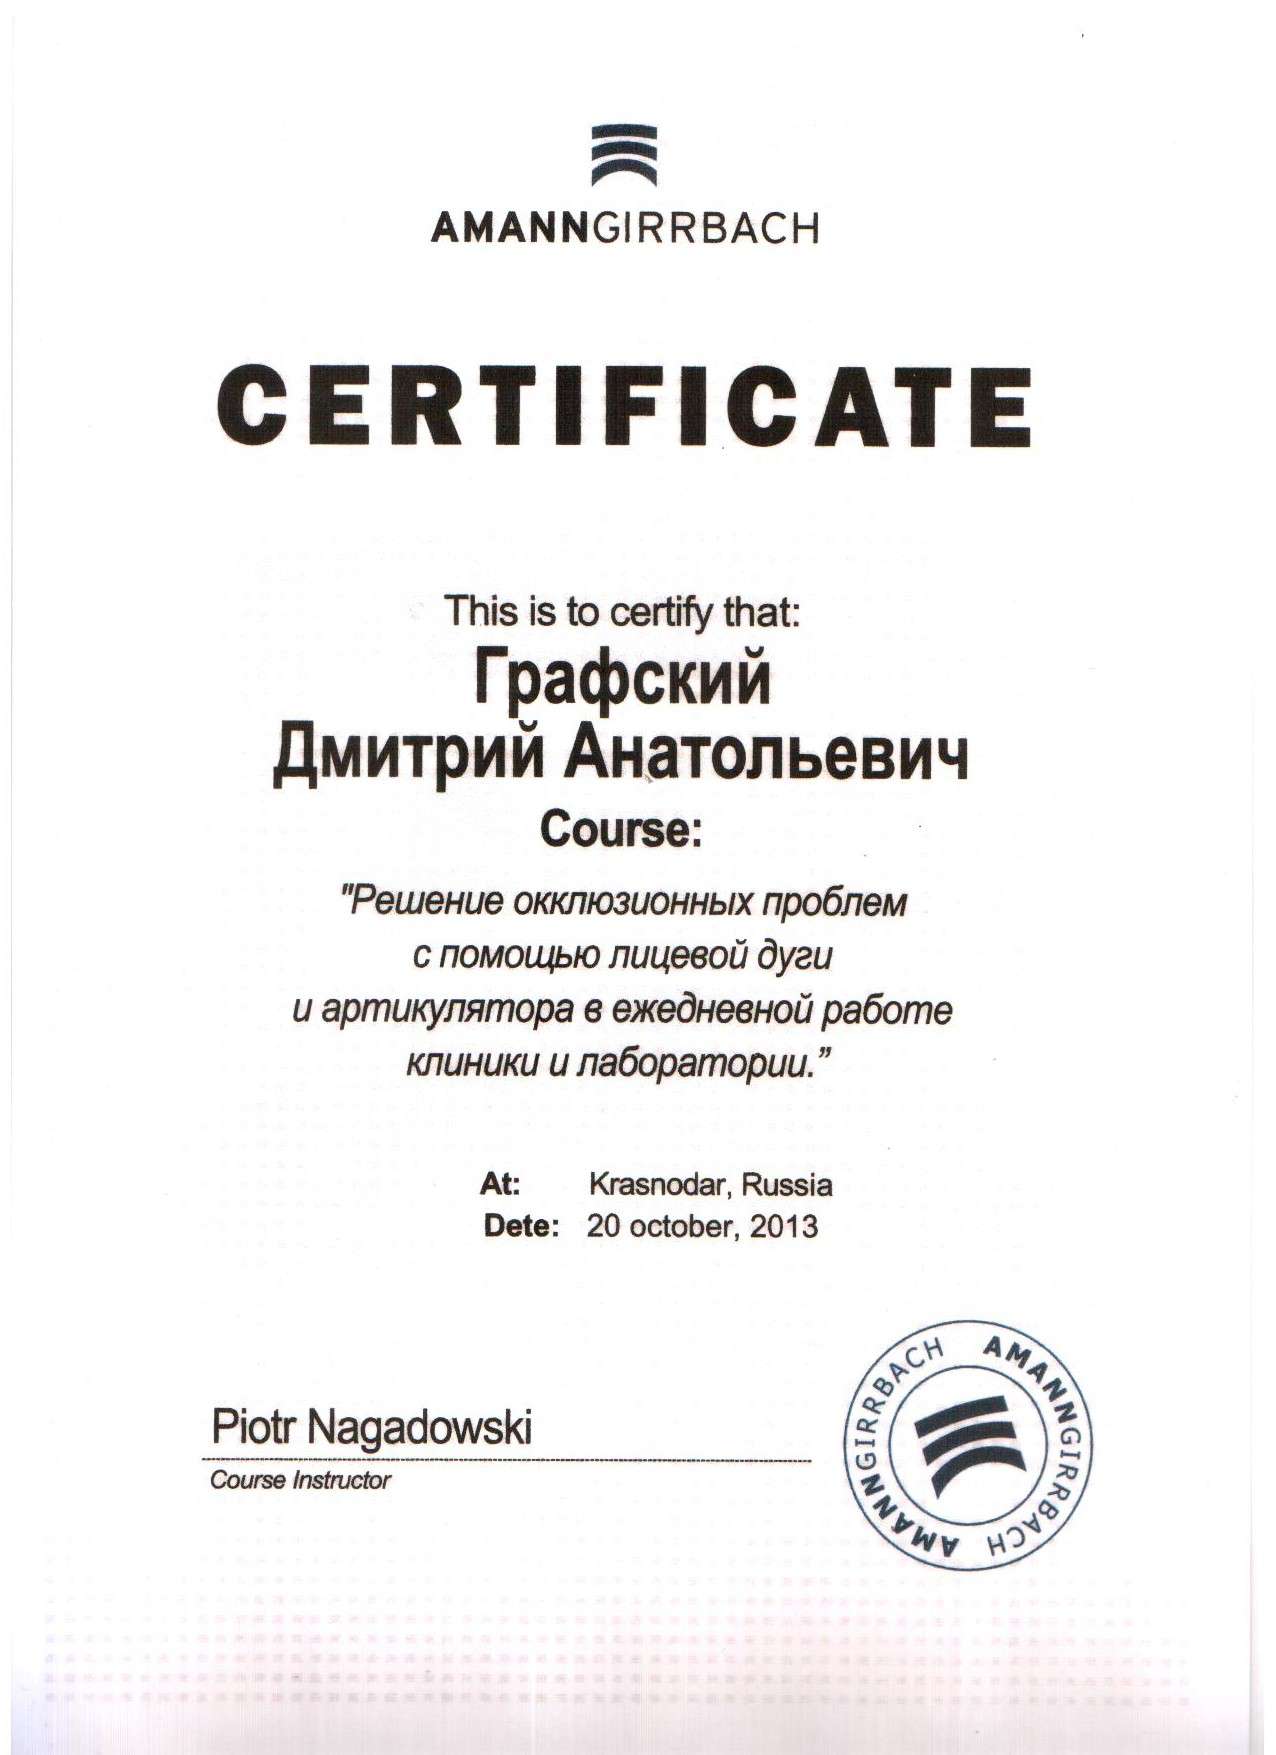 AMANNGIRRBACH
CERTIFICATE
This is to certify that:
Графский
Дмитрий Анатольевич
Course:
"Решение окклюзионных проблем
с помощью лицевой дуги
и артикулятора в ежедневной работе
клиники и лаборатории.”
At: Krasnodar, Russia
Dete: 20 october, 2013
Piotr Nagadowski
Course Instructor
AMANNGIRRBACH AMANNGIRRBACH